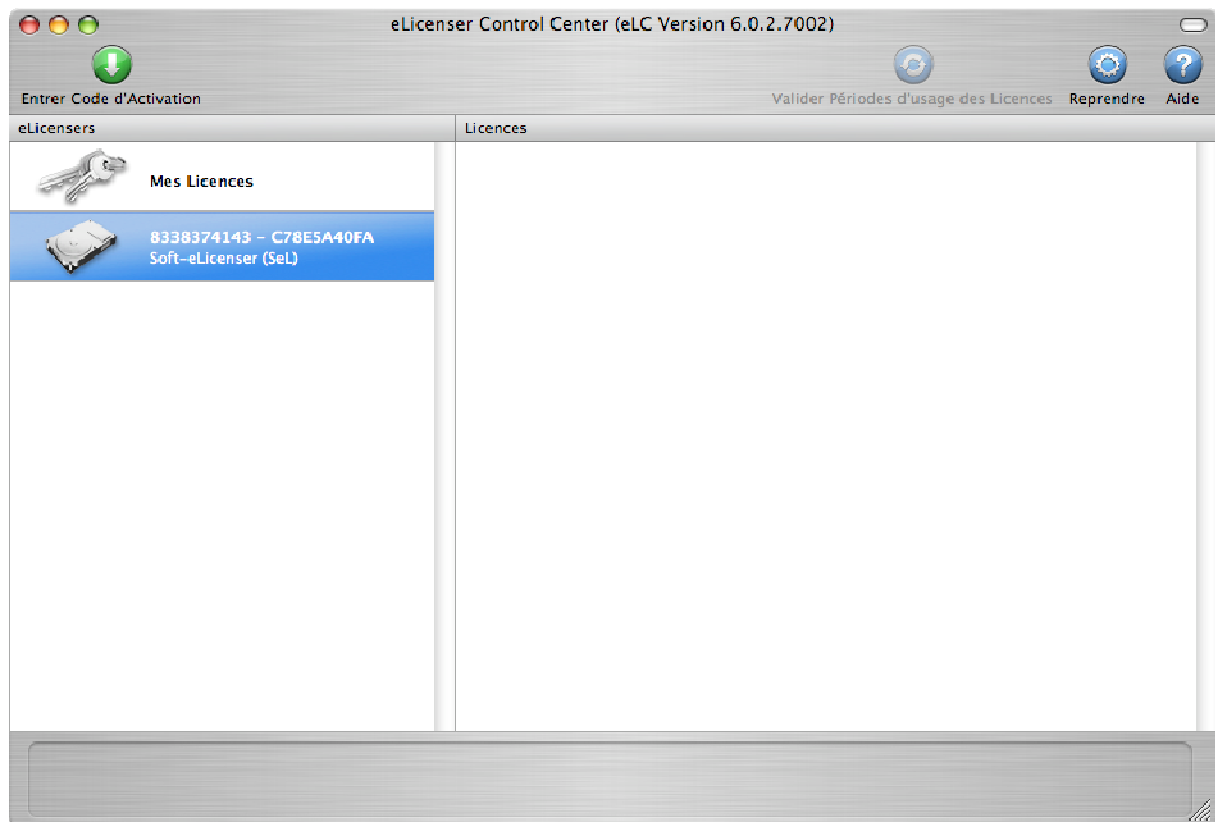 eLicenser Control Center (eLC Version 6.0.2.7002)
Entrer Code d'Activation
Valider Périodes d'usage des Licences
Reprendre
Aide
eLicensers
Licences
Mes Licences
8338374143 - C78E5A40FA
Soft-eLicenser (SeL)